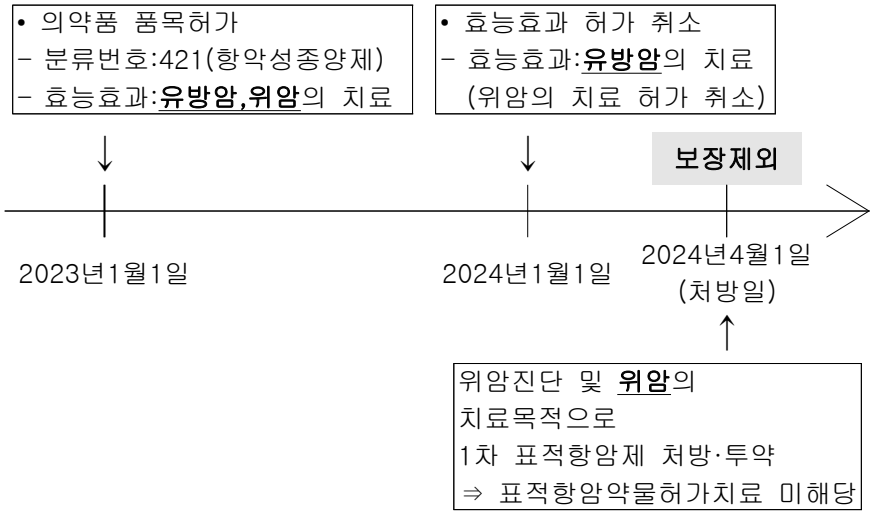 • 의약품 품목허가
- 분류번호:421(항악성종양제)
- 효능효과:유방암,위암의 치료
• 효능효과 허가 취소
- 효능효과:유방암의 치료
(위암의 치료 허가 취소)
보장제외
2023년1월1일
2024년1월1일
2024년4월1일
(처방일)
위암진단 및 위암의
치료목적으로
1차 표적항암제 처방·투약
⇒ 표적항암약물허가치료 미해당